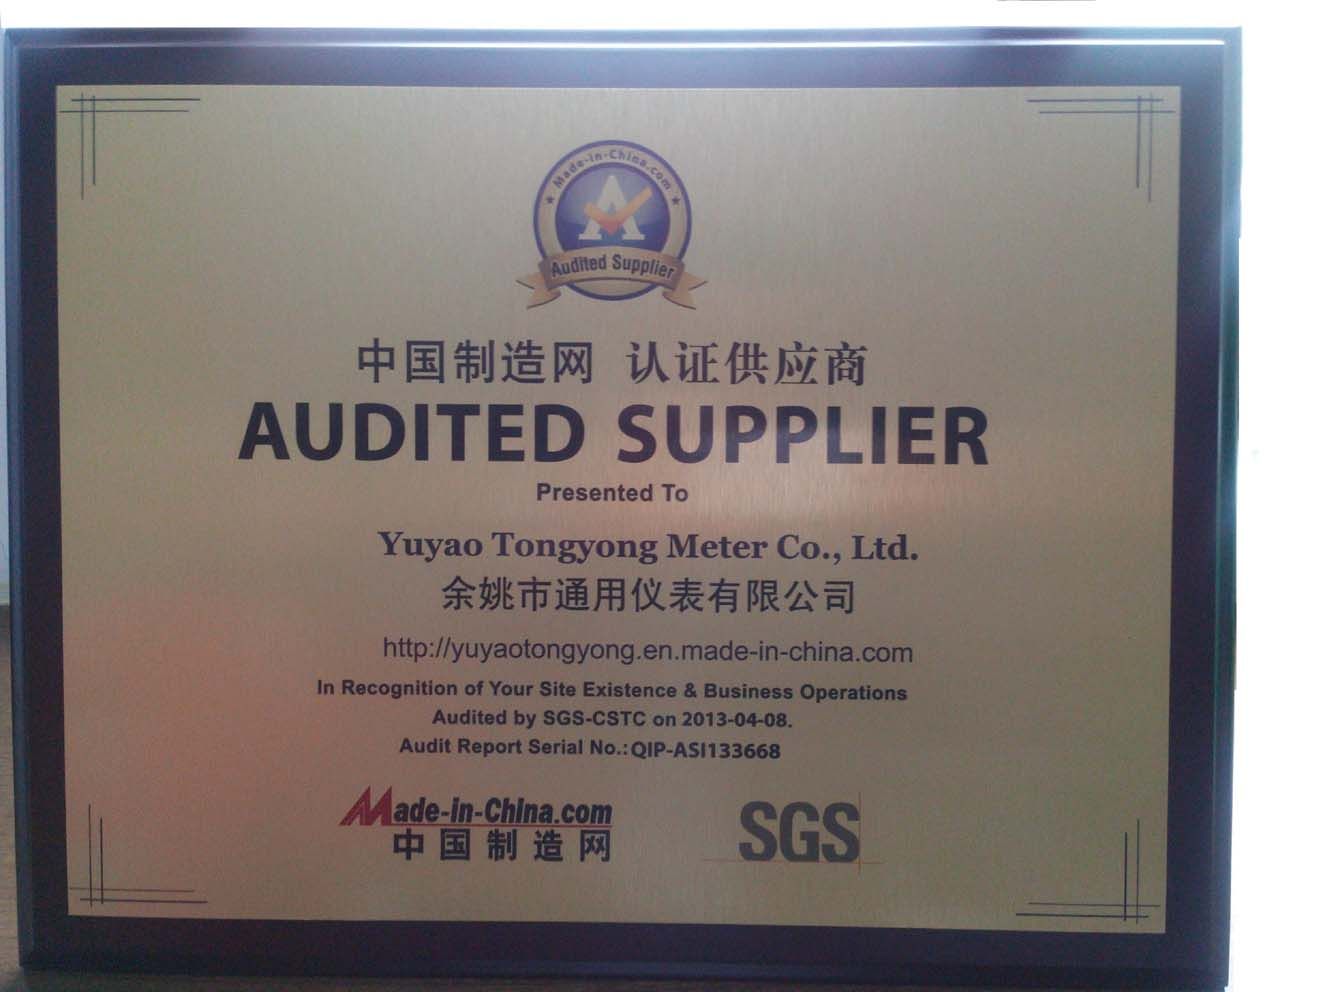 Made-in-China.com
A
Audited Supplier
中国制造网 认证供应商
AUDITED SUPPLIER
Presented To
Yuyao Tongyong Meter Co., Ltd.
余姚市通用仪表有限公司
http://yuyaotongyong.en.made-in-china.com
In Recognition of Your Site Existence & Business Operations
Audited by SGS-CSTC on 2013-04-08.
Audit Report Serial No.: QIP-ASI133668
Made-in-China.com
中国制造网
SGS